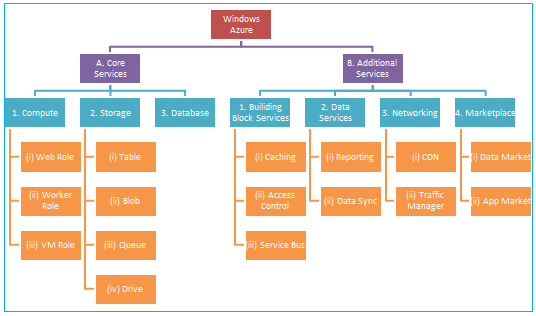 Windows
Azure
A. Core
Services
B. Additional
Services
1. Compute
2. Storage
3. Database
1. Builiding
Block Services
2. Data
Services
3. Networking
4. Marketplace
(i) Web Role
(i) Table
(i) Caching
(i) Reporting
(i) CDN
(i) Data Market
(ii) Worker
Role
(ii) Blob
(ii) Access
Control
(ii) Data Sync
(ii) Traffic
Manager
(ii) App Market
(iii) VM Role
(iii) Queue
(iii) Service Bus
(iv) Drive